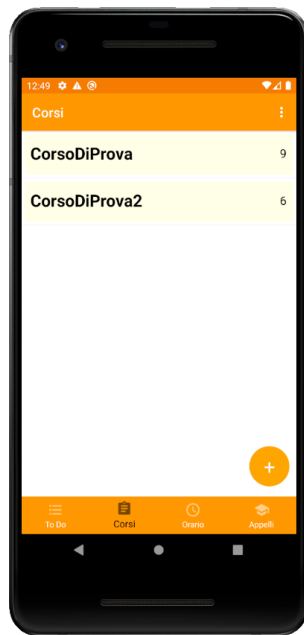 12:49
Corsi
CorsoDiProva 9
CorsoDiProva2 6
+
To Do Corsi Orario Appelli